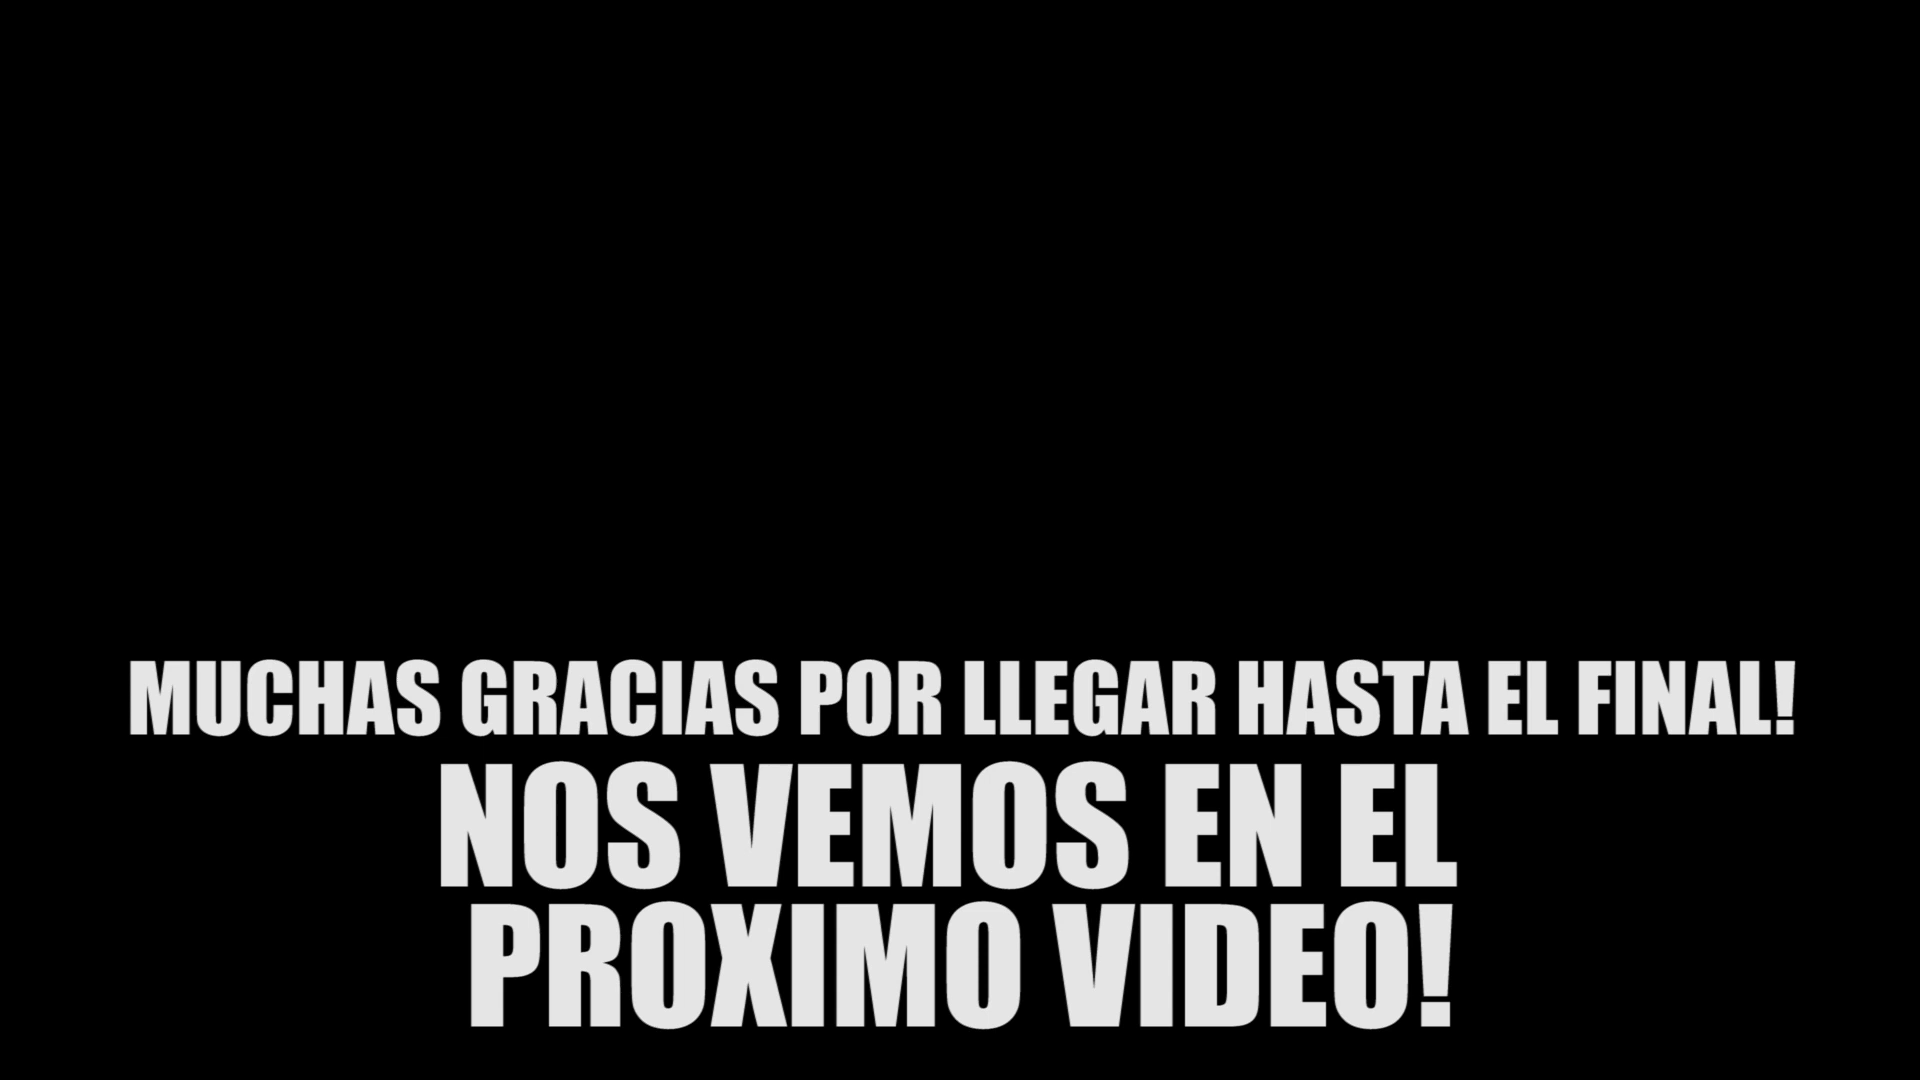 MUCHAS GRACIAS POR LLEGAR HASTA EL FINAL!
NOS VEMOS EN EL
PROXIMO VIDEO!